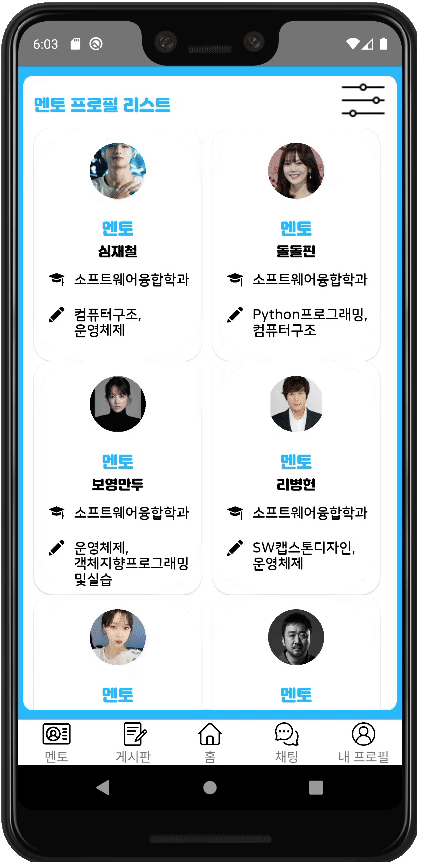 6:03
멘토 프로필 리스트
멘토
심재철
소프트웨어융합학과
컴퓨터구조,
운영체제
멘토
돌돌핀
소프트웨어융합학과
Python프로그래밍,
컴퓨터구조
멘토
보영만두
소프트웨어융합학과
운영체제,
객체지향프로그래밍
및실습
멘토
리병헌
소프트웨어융합학과
SW캡스톤디자인,
운영체제
멘토
멘토
멘토
게시판
홈
채팅
내 프로필